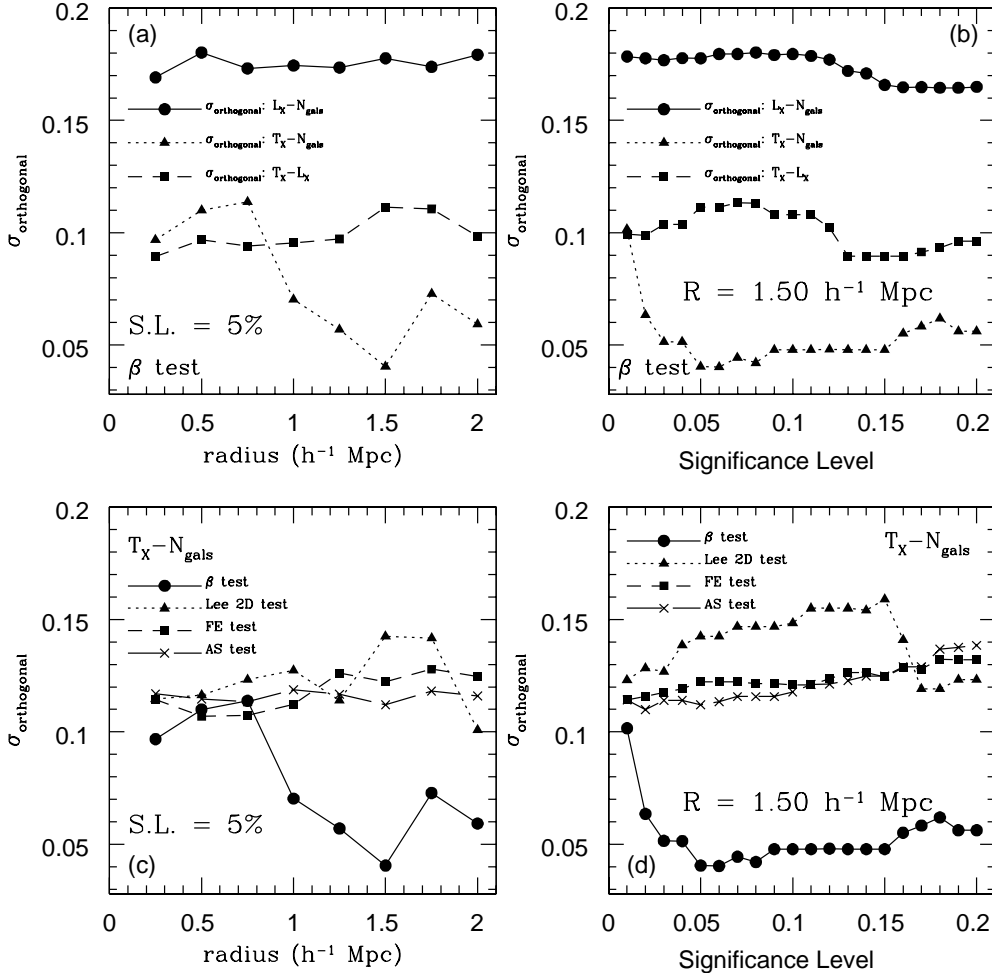 0.2
0.15
0.1
0.05
σorthogonal
(a)
σorthogonal: LX−Ngals
σorthogonal: TX−Ngals
σorthogonal: TX−LX
S.L. = 5%
β test
0 0.5 1 1.5 2
radius (h−1 Mpc)
0.2
0.15
0.1
0.05
σorthogonal
(b)
σorthogonal: LX−Ngals
σorthogonal: TX−Ngals
σorthogonal: TX−LX
R = 1.50 h−1 Mpc
β test
0 0.05 0.1 0.15 0.2
Significance Level
0.2
0.15
0.1
0.05
σorthogonal
TX−Ngals
β test
Lee 2D test
FE test
AS test
S.L. = 5%
(c)
0 0.5 1 1.5 2
radius (h−1 Mpc)
0.2
0.15
0.1
0.05
σorthogonal
β test
Lee 2D test
FE test
AS test
TX−Ngals
R = 1.50 h−1 Mpc
(d)
0 0.05 0.1 0.15 0.2
Significance Level